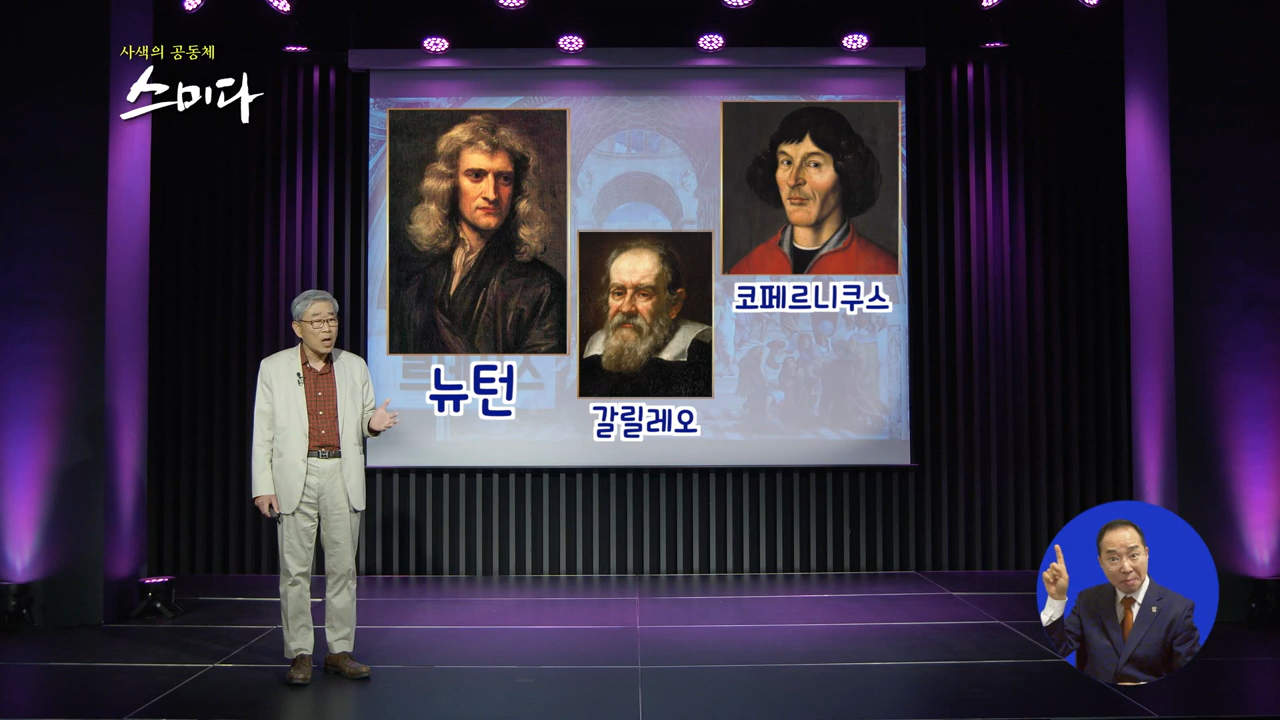 사색의 공동체
스미다
코페르니쿠스
뉴턴
갈릴레오